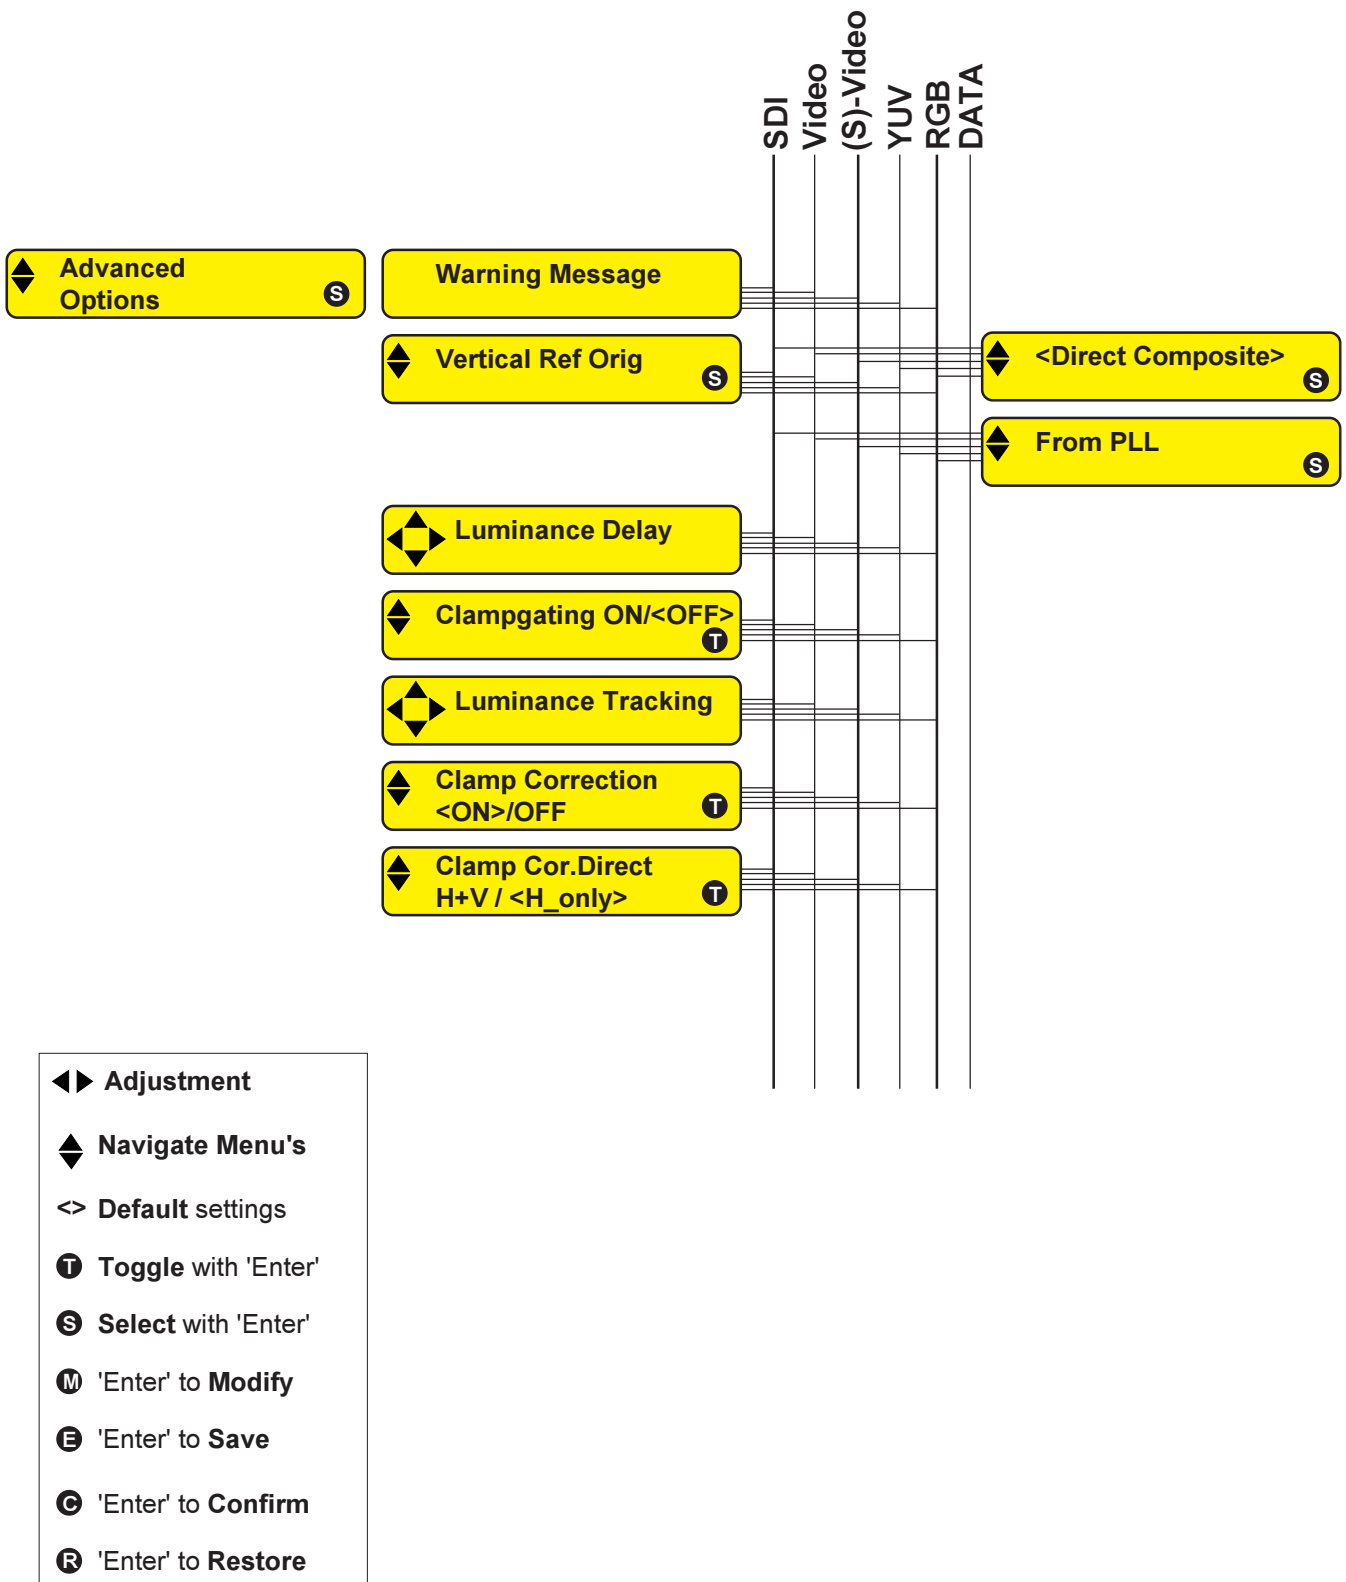 SDI
Video
(S)-Video
YUV
RGB
DATA
Advanced
Options
S
Warning Message
Vertical Ref Orig
S
<Direct Composite>
S
From PLL
S
Luminance Delay
Clampgating ON/<OFF>
T
Luminance Tracking
Clamp Correction
<ON>/OFF
T
Clamp Cor.Direct
H+V / <H_only>
T
Adjustment
Navigate Menu's
<> Default settings
T Toggle with 'Enter'
S Select with 'Enter'
M 'Enter' to Modify
E 'Enter' to Save
C 'Enter' to Confirm
R 'Enter' to Restore